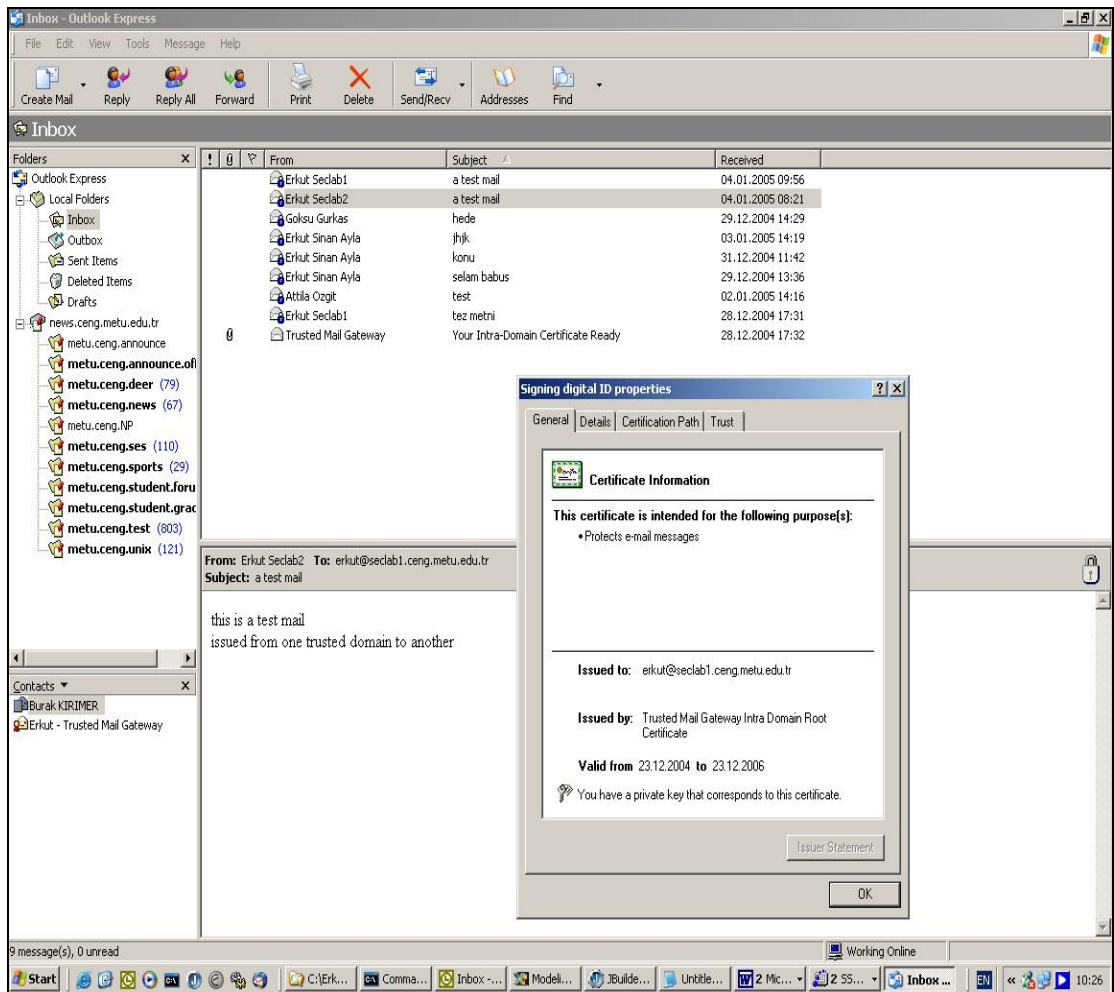 Inbox - Outlook Express
File Edit View Tools Message Help
Create Mail Reply Reply All Forward Print Delete Send/Recv Addresses Find
Inbox
Folders
Outlook Express
Local Folders
Inbox
Outbox
Sent Items
Deleted Items
Drafts
news.ceng.metu.edu.tr
metu.ceng.announce
metu.ceng.announce.ofl
metu.ceng.deer (79)
metu.ceng.news (67)
metu.ceng.NP
metu.ceng.ses (110)
metu.ceng.sports (29)
metu.ceng.student.foru
metu.ceng.student.grac
metu.ceng.test (803)
metu.ceng.unix (121)
Contacts
Burak KIRIMER
Erkut - Trusted Mail Gateway
! From Subject Received
Erkut Seclab1 a test mail 04.01.2005 09:56
Erkut Seclab2 a test mail 04.01.2005 08:21
Goksu Gurkas hede 29.12.2004 14:29
Erkut Sinan Ayla jhjk 03.01.2005 14:19
Erkut Sinan Ayla konu 31.12.2004 11:42
Erkut Sinan Ayla selam babus 29.12.2004 13:36
Attila Ozgit test 02.01.2005 14:16
Erkut Seclab1 tez metni 28.12.2004 17:31
Trusted Mail Gateway Your Intra-Domain Certificate Ready 28.12.2004 17:32
From: Erkut Seclab2 To: erkut@seclab1.ceng.metu.edu.tr
Subject: a test mail
this is a test mail
issued from one trusted domain to another
Signing digital ID properties
General Details Certification Path Trust
Certificate Information
This certificate is intended for the following purpose(s):
•Protects e-mail messages
Issued to: erkut@seclab1.ceng.metu.edu.tr
Issued by: Trusted Mail Gateway Intra Domain Root
Certificate
Valid from 23.12.2004 to 23.12.2006
You have a private key that corresponds to this certificate.
Issuer Statement
OK
9 message(s), 0 unread
Working Online
Start C:\Erk... Comma... Inbox -... Modeli... JBuilde... Untitle... 2 Mic... 2 SS... Inbox ... EN « 10:26